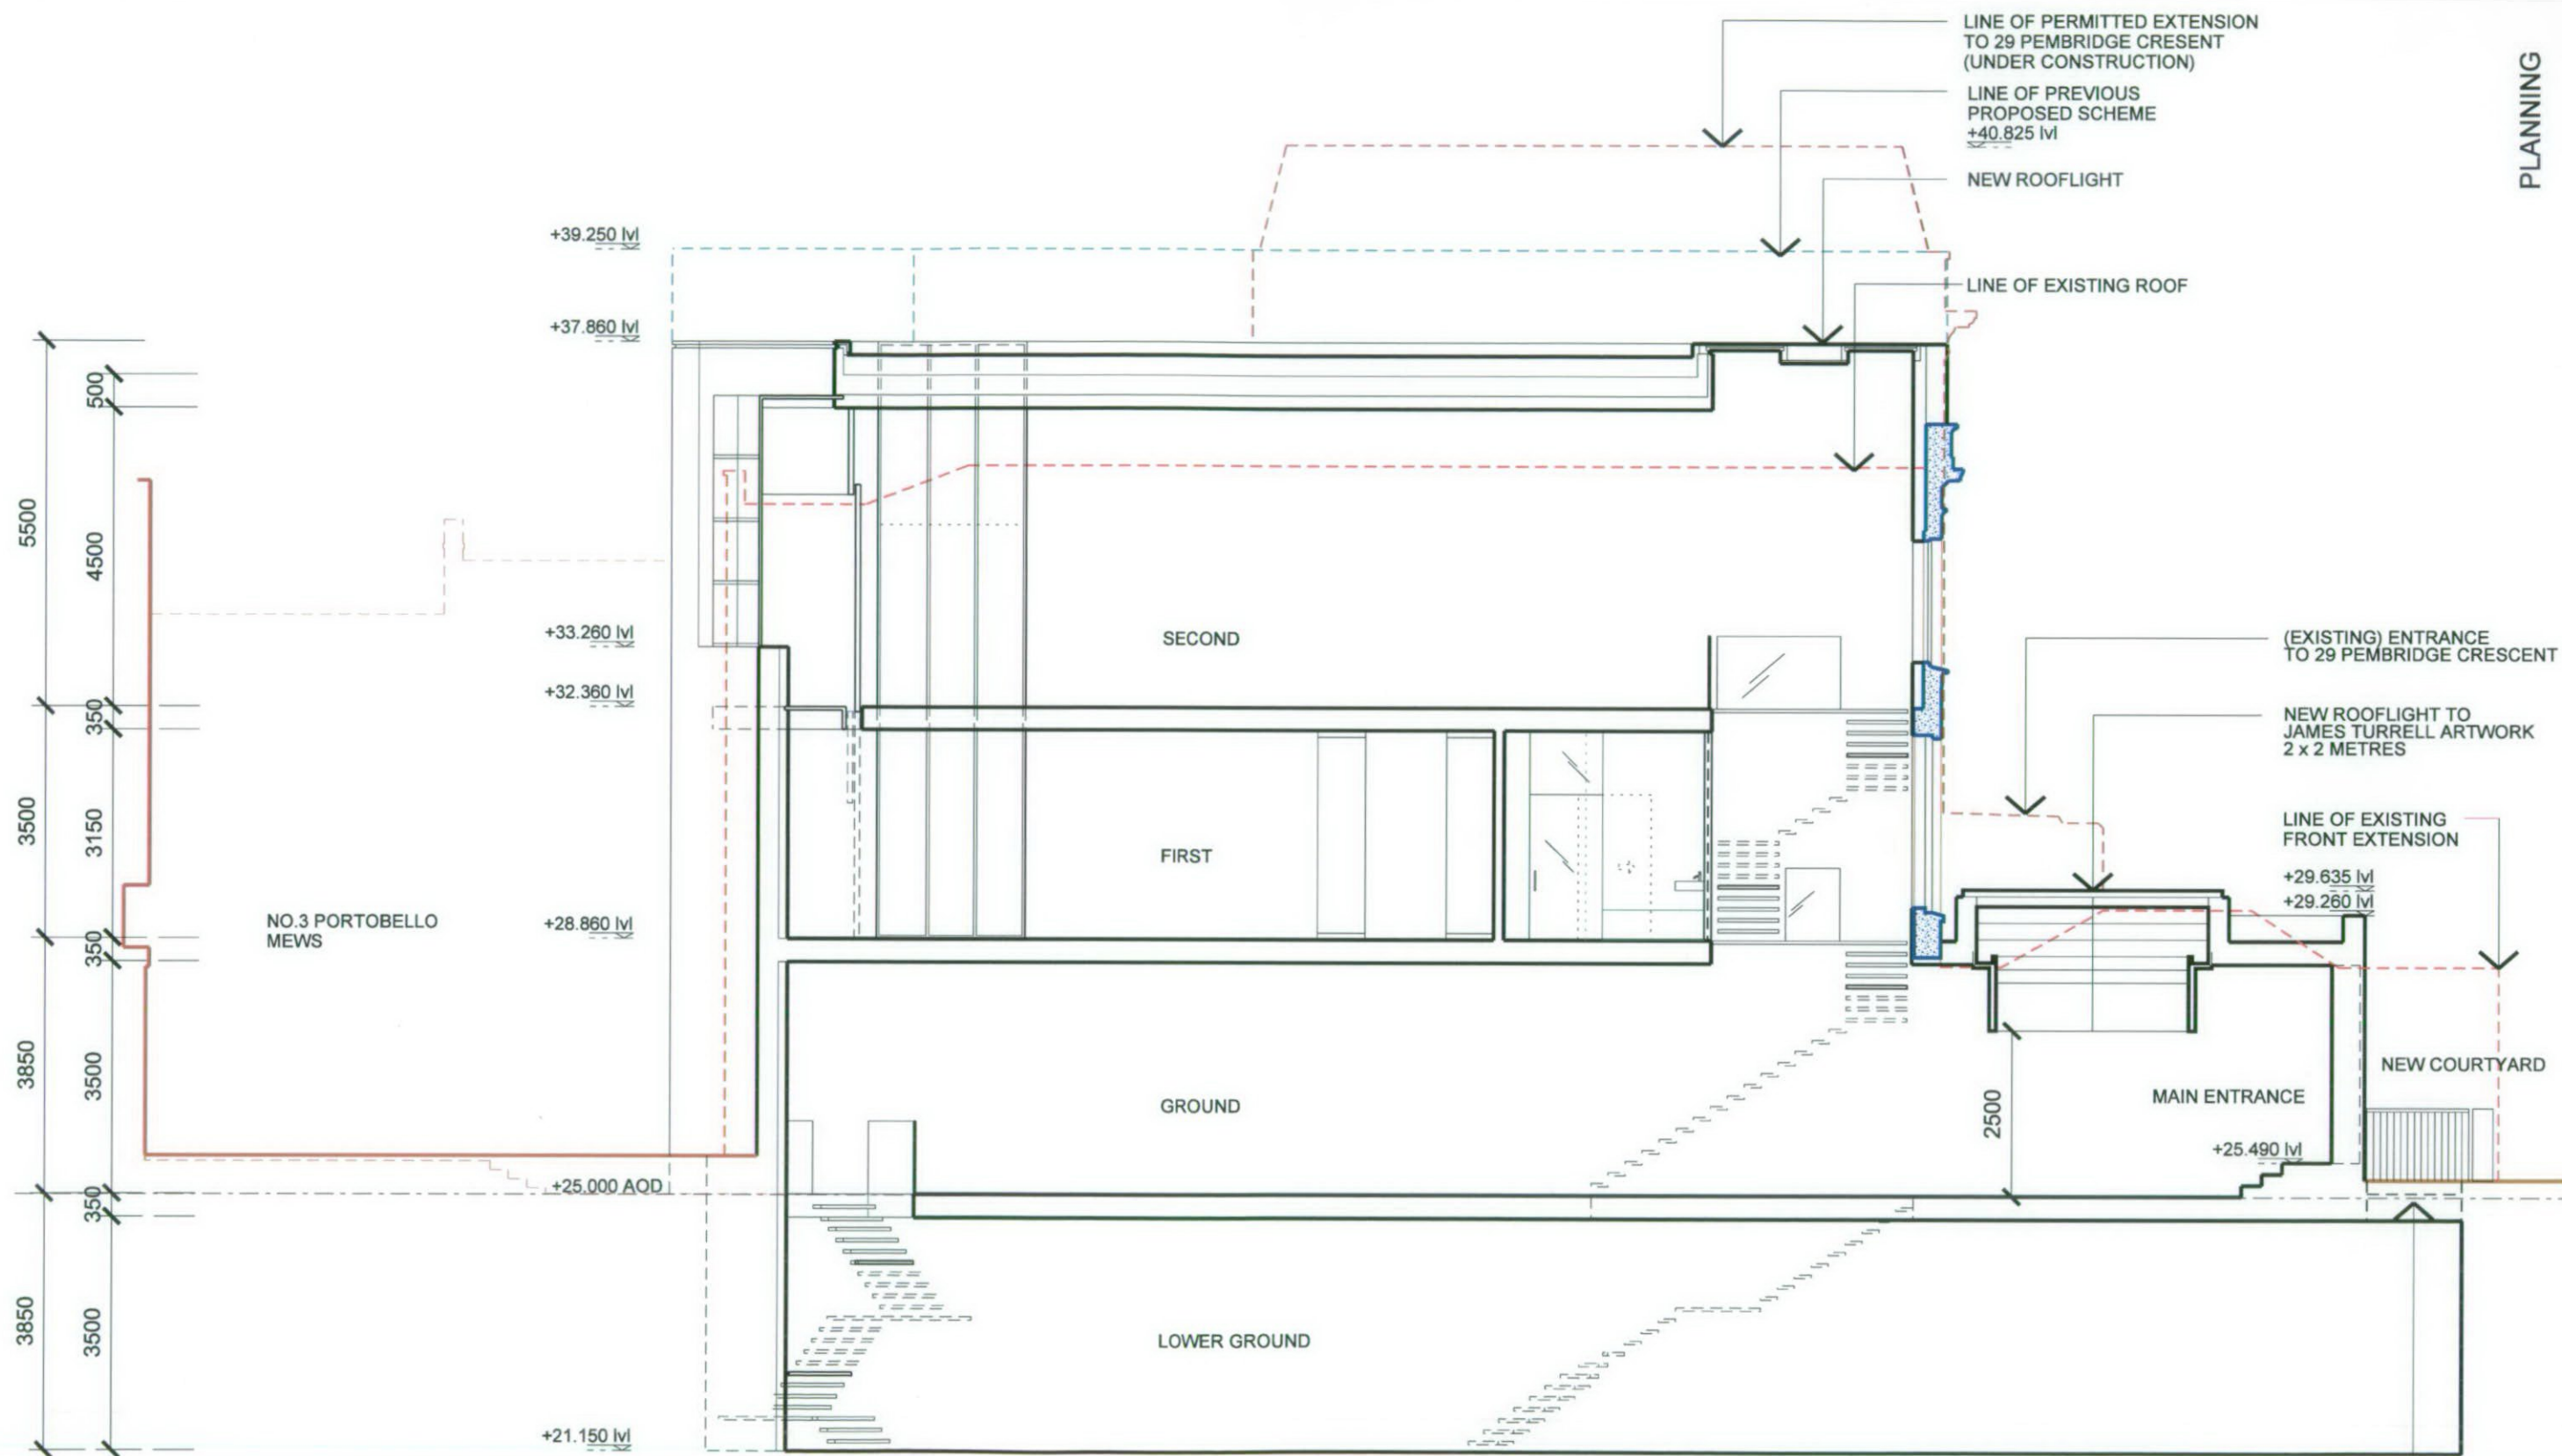 LINE OF PERMITTED EXTENSION
TO 29 PEMBRIDGE CRESENT
(UNDER CONSTRUCTION)
LINE OF PREVIOUS
PROPOSED SCHEME
+40.825 lvl
NEW ROOFLIGHT
LINE OF EXISTING ROOF
PLANNING
+39.250 lvl
+37.860 lvl
+33.260 lvl
+32.360 lvl
+28.860 lvl
+25.000 AOD
+21.150 lvl
5500
3500
3850
3850
500
4500
350
3150
350
3500
350
3500
NO.3 PORTOBELLO
MEWS
SECOND
FIRST
GROUND
LOWER GROUND
(EXISTING) ENTRANCE
TO 29 PEMBRIDGE CRESCENT
NEW ROOFLIGHT TO
JAMES TURRELL ARTWORK
2 x 2 METRES
LINE OF EXISTING
FRONT EXTENSION
+29.635 lvl
+29.260 lvl
NEW COURTYARD
MAIN ENTRANCE
2500
+25.490 lvl